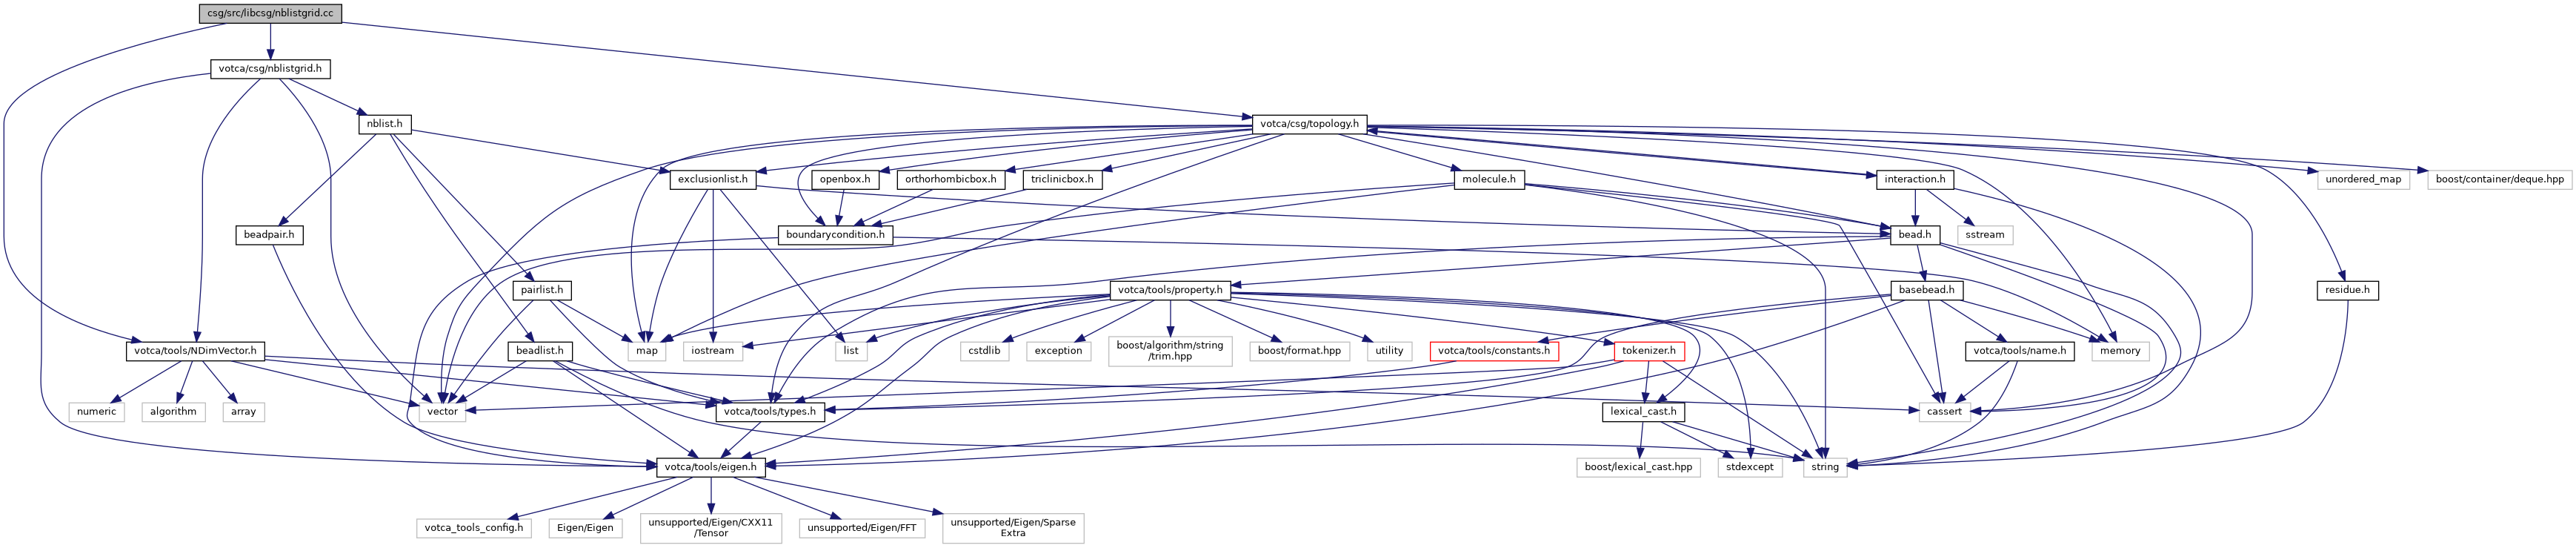 csg/src/libcsg/nblistgrid.cc
votca/csg/nblistgrid.h
nblist.h
votca/csg/topology.h
exclusionlist.h
openbox.h
orthorhombicbox.h
triclinicbox.h
molecule.h
interaction.h
unordered_map
boost/container/deque.hpp
beadpair.h
boundarycondition.h
bead.h
sstream
pairlist.h
votca/tools/property.h
basebead.h
residue.h
votca/tools/NDimVector.h
beadlist.h
map
iostream
list
cstdlib
exception
boost/algorithm/string
/trim.hpp
boost/format.hpp
utility
votca/tools/constants.h
tokenizer.h
votca/tools/name.h
memory
numeric
algorithm
array
vector
votca/tools/types.h
lexical_cast.h
cassert
votca/tools/eigen.h
boost/lexical_cast.hpp
stdexcept
string
votca_tools_config.h
Eigen/Eigen
unsupported/Eigen/CXX11
/Tensor
unsupported/Eigen/FFT
unsupported/Eigen/Sparse
Extra